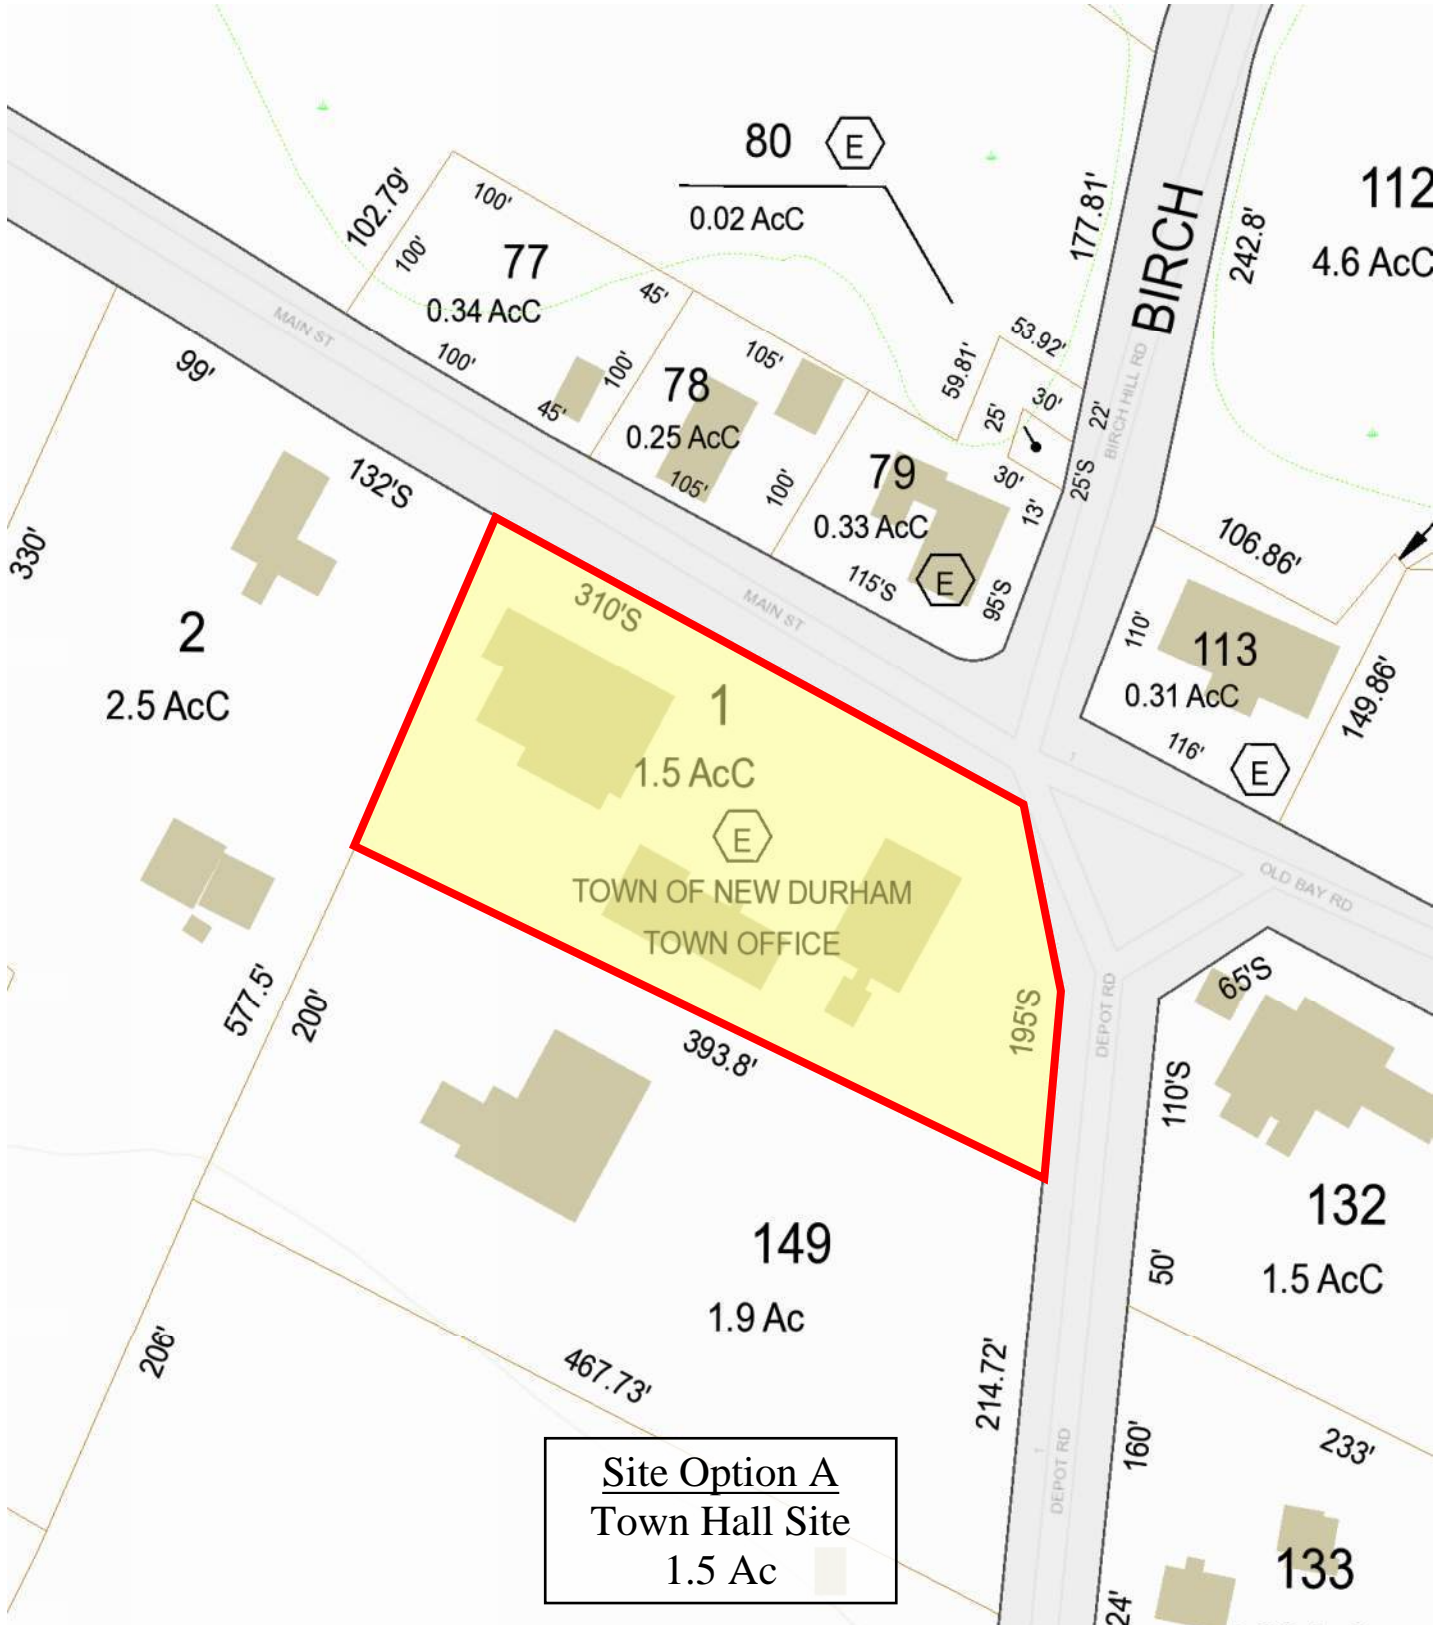 80
E
0.02 AcC
102.79'
100'
100'
77
0.34 AcC
45'
100'
45'
100'
MAIN ST
78
0.25 AcC
105'
105'
100'
59.81'
53.92'
25'
30'
22'
30'
25'S
13'
79
0.33 AcC
E
115'S
95'S
177.81'
BIRCH
BIRCH HILL RD
242.8'
112
4.6 AcC
106.86'
110'
113
0.31 AcC
116'
E
149.86'
99'
132'S
330'
2
2.5 AcC
577.5'
310'S
MAIN ST
1
1.5 AcC
E
TOWN OF NEW DURHAM
TOWN OFFICE
195'S
393.8'
200'
OLD BAY RD
DEPOT RD
65'S
110'S
132
1.5 AcC
50'
149
1.9 Ac
206'
467.73'
214.72'
DEPOT RD
160'
233'
133
24'
Site Option A
Town Hall Site
1.5 Ac